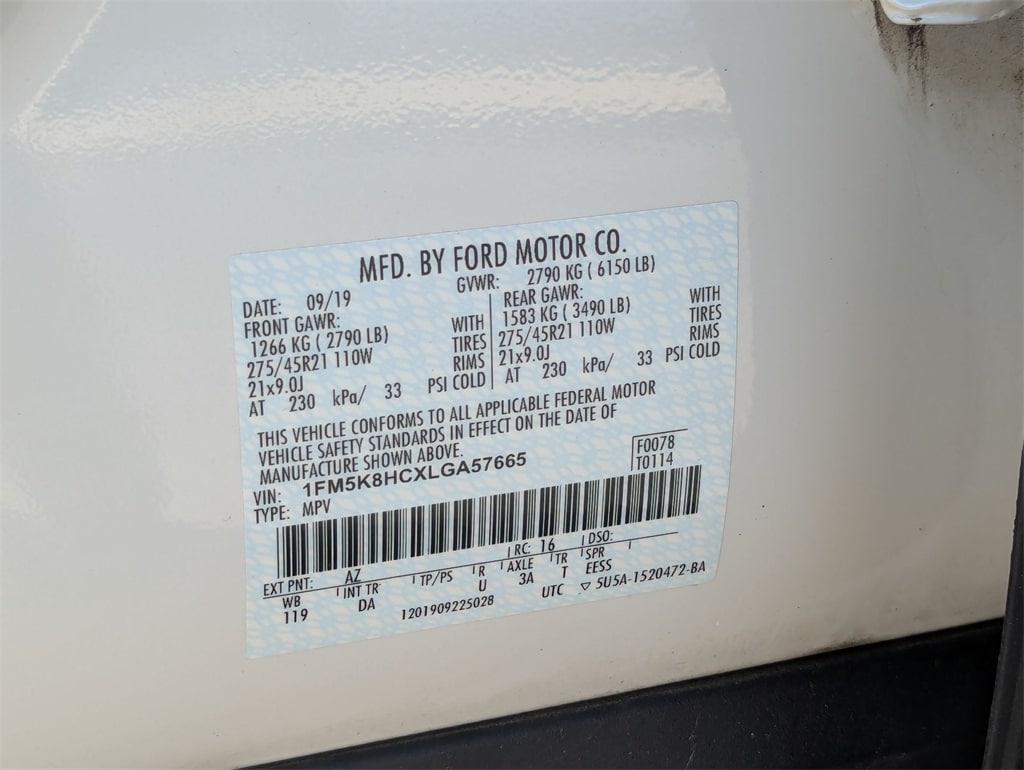 MFD. BY FORD MOTOR CO.
DATE: 09/19 GVWR: 2790 KG ( 6150 LB)
FRONT GAWR: REAR GAWR:
1266 KG ( 2790 LB) WITH 1583 KG ( 3490 LB) WITH
275/45R21 110W TIRES 275/45R21 110W TIRES
21x9.0J RIMS 21x9.0J RIMS
AT 230 kPa/ 33 PSI COLD AT 230 kPa/ 33 PSI COLD
THIS VEHICLE CONFORMS TO ALL APPLICABLE FEDERAL MOTOR
VEHICLE SAFETY STANDARDS IN EFFECT ON THE DATE OF
MANUFACTURE SHOWN ABOVE.
VIN: 1FM5K8HCXLGA57665 F0078
TYPE: MPV T0114
EXT PNT: AZ RC: 16 DSO:
WB INT TR TP/PS R AXLE TR SPR
119 DA U 3A T EESS
1201909225028 UTC ▽ 5U5A-1520472-BA